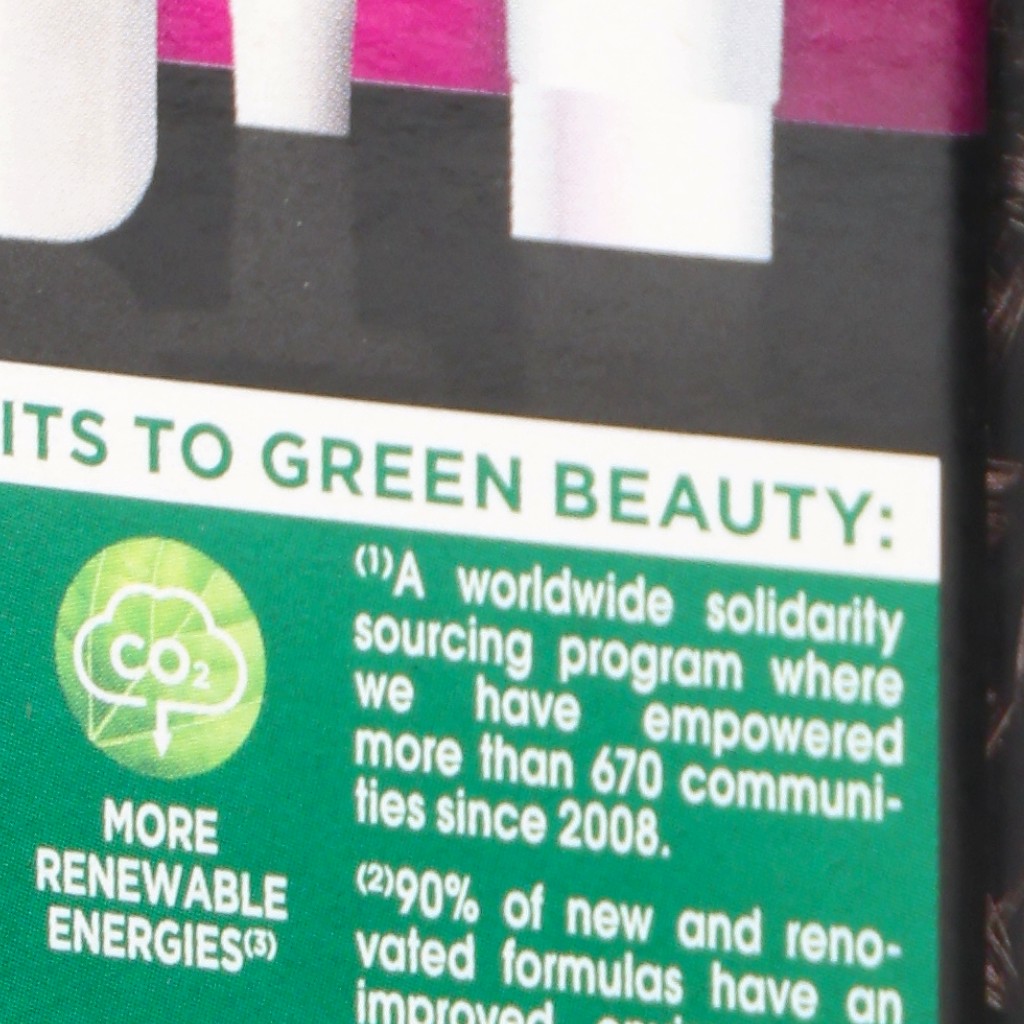 ITS TO GREEN BEAUTY:
CO₂
MORE
RENEWABLE
ENERGIES⁽³⁾
⁽¹⁾A worldwide solidarity
sourcing program where
we have empowered
more than 670 communi-
ties since 2008.
⁽²⁾90% of new and reno-
vated formulas have an
improved